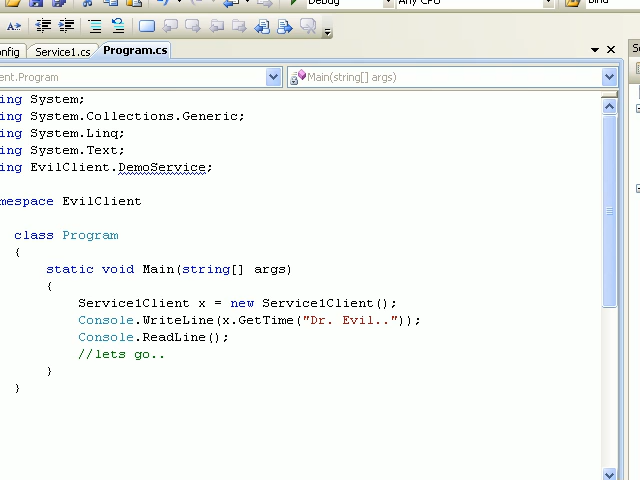 Debug
Any CPU
Bind
onfig Service1.cs Program.cs
ent.Program Main(string[] args)
ing System;
ing System.Collections.Generic;
ing System.Linq;
ing System.Text;
ing EvilClient.DemoService;
mespace EvilClient
class Program
{
static void Main(string[] args)
{
Service1Client x = new Service1Client();
Console.WriteLine(x.GetTime("Dr. Evil.."));
Console.ReadLine();
//lets go..
}
}